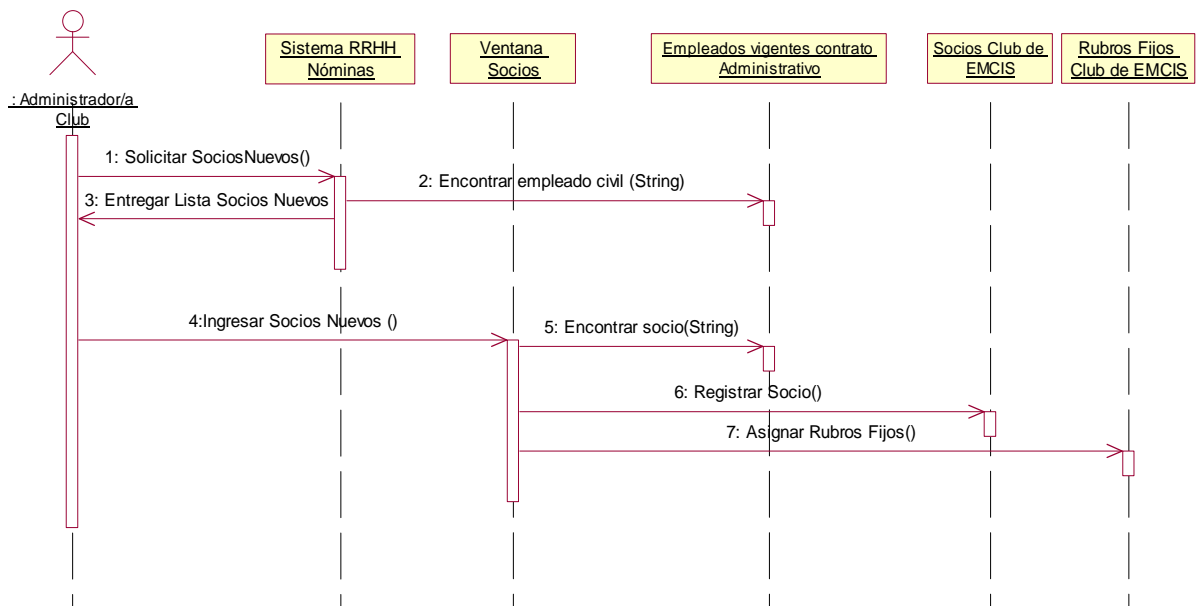 Sistema RRHH
Nóminas
Ventana
Socios
Empleados vigentes contrato
Administrativo
Socios Club de
EMCIS
Rubros Fijos
Club de EMCIS
: Administrador/a
Club
1: Solicitar SociosNuevos()
2: Encontrar empleado civil (String)
3: Entregar Lista Socios Nuevos
4:Ingresar Socios Nuevos ()
5: Encontrar socio(String)
6: Registrar Socio()
7: Asignar Rubros Fijos()